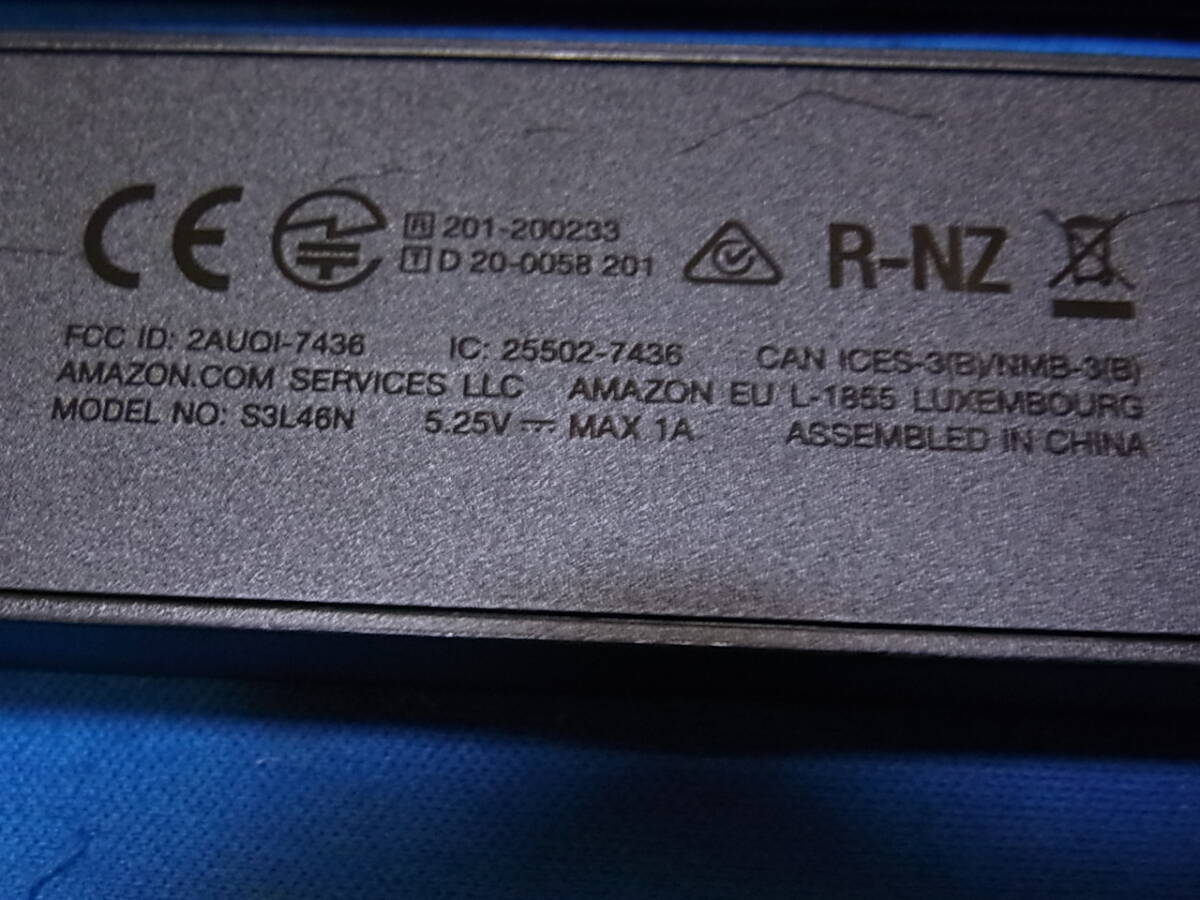 CE R 201-200233 R-NZ
T D 20-0058 201
FCC ID: 2AUQI-7436 IC: 25502-7436 CAN ICES-3(B)/NMB-3(B)
AMAZON.COM SERVICES LLC AMAZON EU L-1855 LUXEMBOURG
MODEL NO: S3L46N 5.25V ⎓ MAX 1A ASSEMBLED IN CHINA